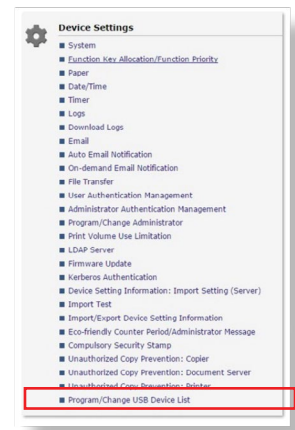 Device Settings
System
Function Key Allocation/Function Priority
Paper
Date/Time
Timer
Logs
Download Logs
Email
Auto Email Notification
On-demand Email Notification
File Transfer
User Authentication Management
Administrator Authentication Management
Program/Change Administrator
Print Volume Use Limitation
LDAP Server
Firmware Update
Kerberos Authentication
Device Setting Information: Import Setting (Server)
Import Test
Import/Export Device Setting Information
Eco-friendly Counter Period/Administrator Message
Compulsory Security Stamp
Unauthorized Copy Prevention: Copier
Unauthorized Copy Prevention: Document Server
Unauthorized Copy Prevention: Printer
Program/Change USB Device List